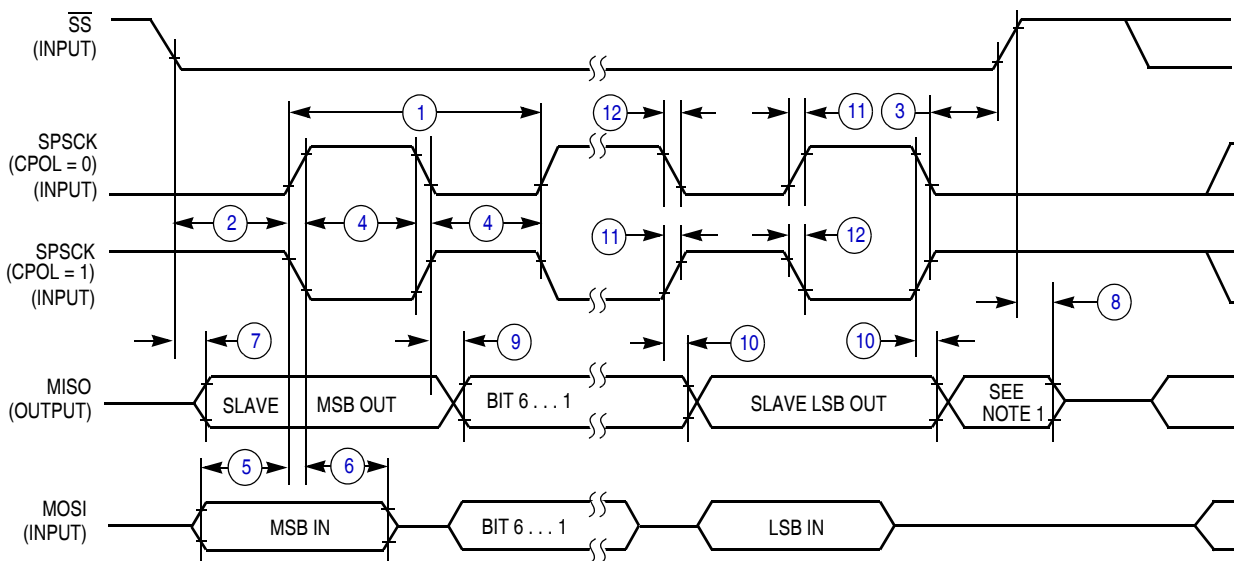 SS
(INPUT)
1
12
11
3
SPSCK
(CPOL = 0)
(INPUT)
2
4
4
11
12
SPSCK
(CPOL = 1)
(INPUT)
7
9
10
10
8
MISO
(OUTPUT)
SLAVE
MSB OUT
BIT 6 . . . 1
SLAVE LSB OUT
SEE
NOTE 1
5
6
MOSI
(INPUT)
MSB IN
BIT 6 . . . 1
LSB IN